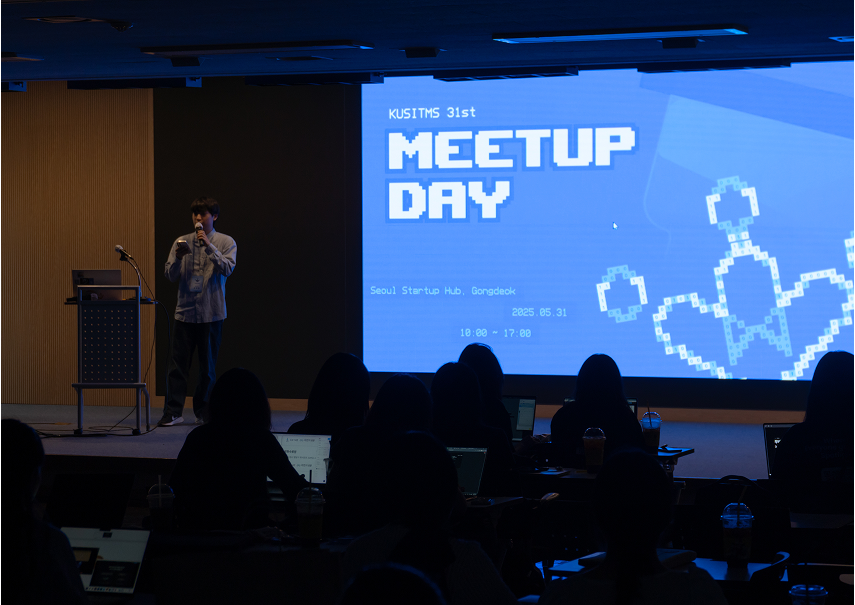 KUSITMS 31st
MEETUP
DAY
Seoul Startup Hub, Gongdeok
2025.05.31
10:00 - 17:00